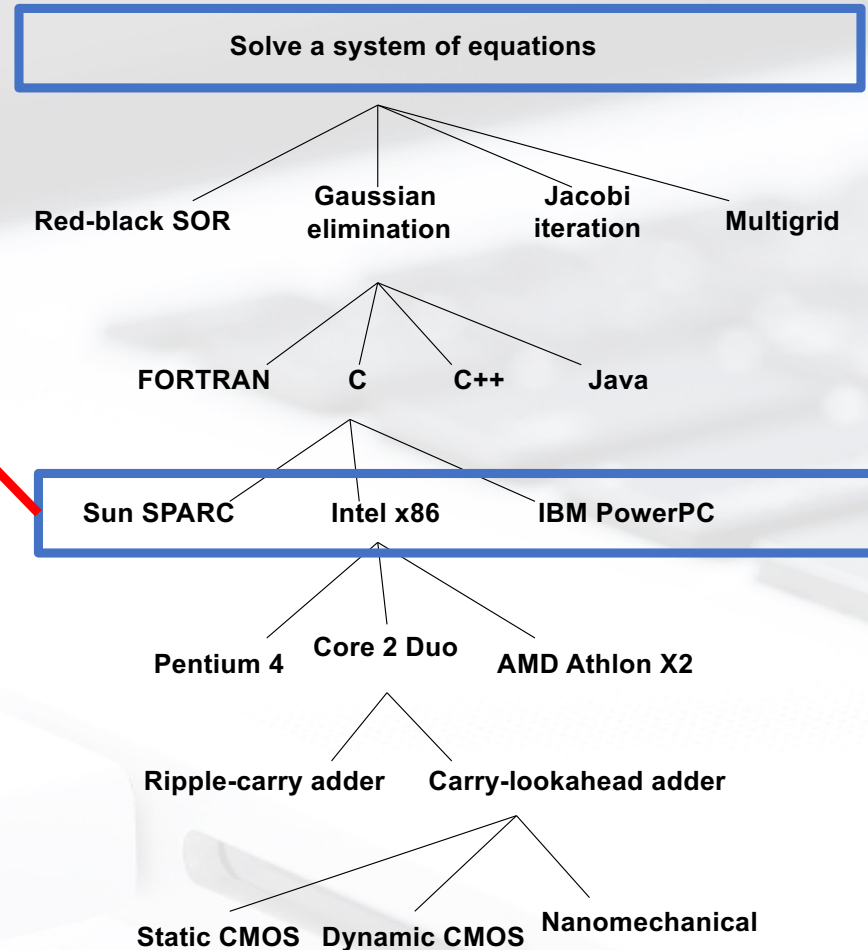 Solve a system of equations
Red-black SOR
Gaussian
elimination
Jacobi
iteration
Multigrid
FORTRAN C C++ Java
Sun SPARC Intel x86 IBM PowerPC
Pentium 4 Core 2 Duo AMD Athlon X2
Ripple-carry adder Carry-lookahead adder
Static CMOS Dynamic CMOS Nanomechanical